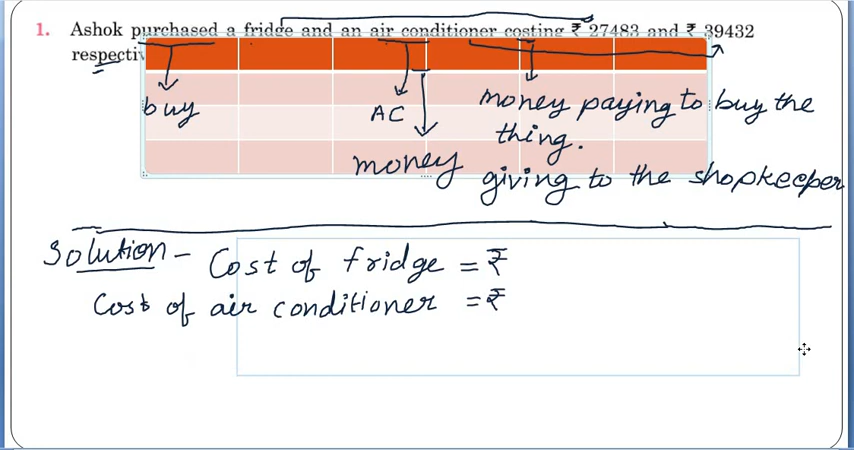 1. Ashok purchased a fridge and an air conditioner costing ₹ 27483 and ₹ 39432
buy
AC
money
money paying to buy the
thing.
giving to the shopkeeper
Solution - Cost of fridge = ₹
Cost of air conditioner = ₹